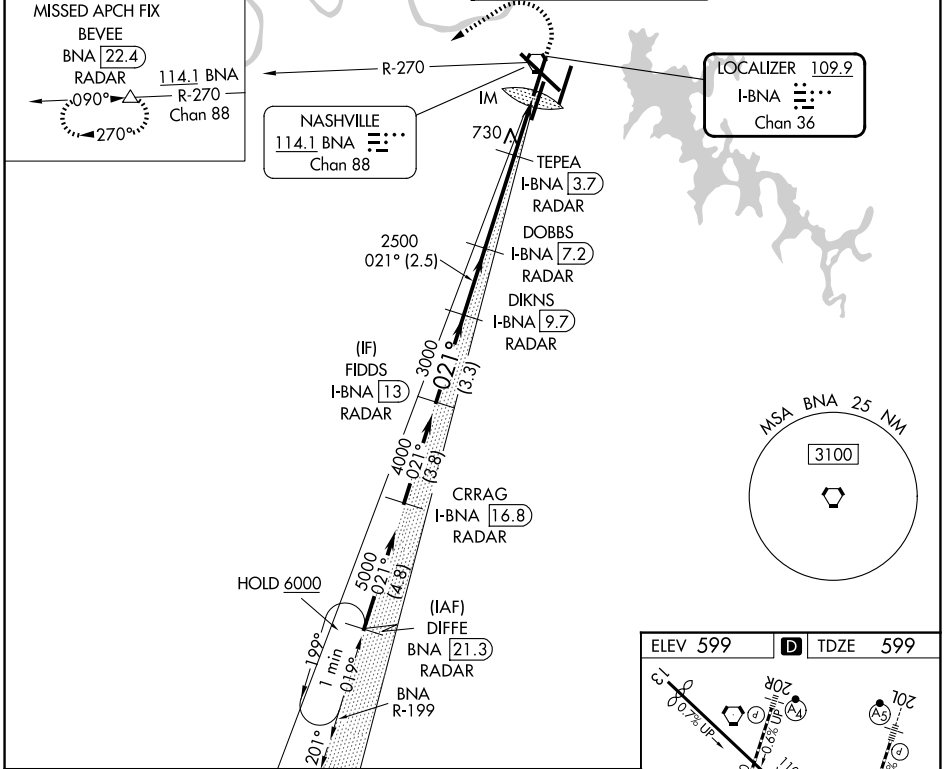 MISSED APCH FIX
BEVEE
BNA 22.4
RADAR
090°
270°
114.1 BNA
R-270
Chan 88
R-270
NASHVILLE
114.1 BNA
Chan 88
IM
LOCALIZER 109.9
I-BNA
Chan 36
730
TEPEA
I-BNA 3.7
RADAR
DOBBS
I-BNA 7.2
RADAR
2500
021° (2.5)
DIKNS
I-BNA 9.7
RADAR
3000
021°
(3.3)
(IF)
FIDDS
I-BNA 13
RADAR
4000
021°
(3.8)
CRRAG
I-BNA 16.8
RADAR
MSA BNA 25 NM
3100
5000
021°
(4.8)
HOLD 6000
(IAF)
DIFFE
BNA 21.3
RADAR
199°
1 min
019°
BNA
R-199
201°
ELEV 599
D
TDZE 599
13
0.7% UP
20R
P
A4
0.6% UP
20L
A5
P